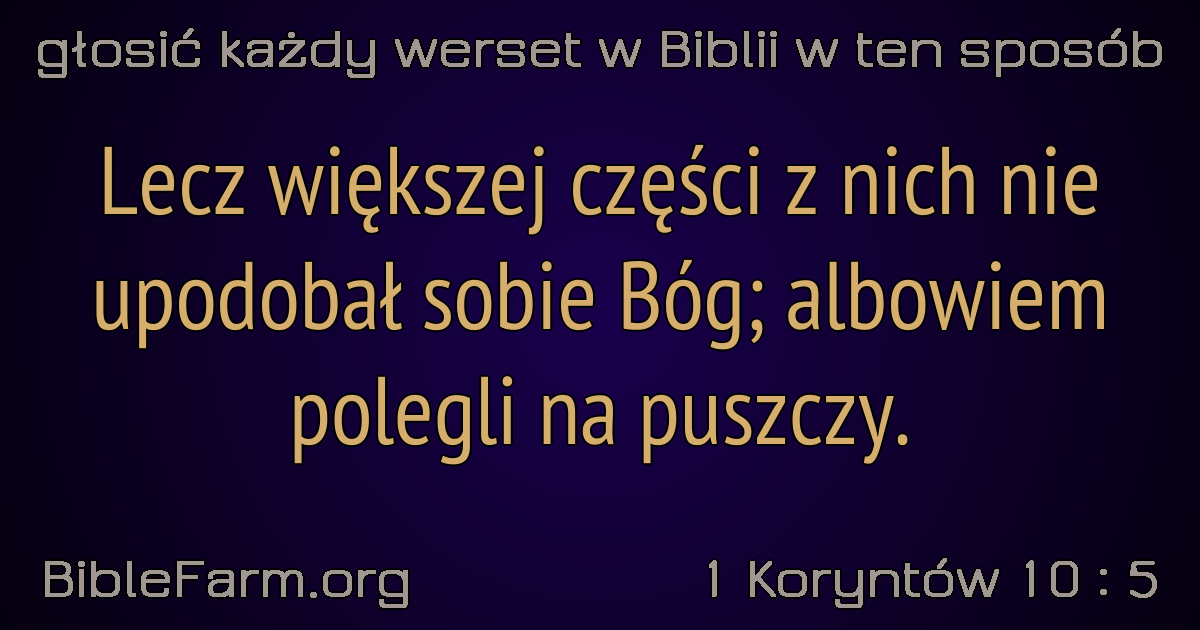 głosić każdy werset w Biblii w ten sposób
Lecz większej części z nich nie
upodobał sobie Bóg; albowiem
polegli na puszczy.
BibleFarm.org
1 Koryntów 10 : 5